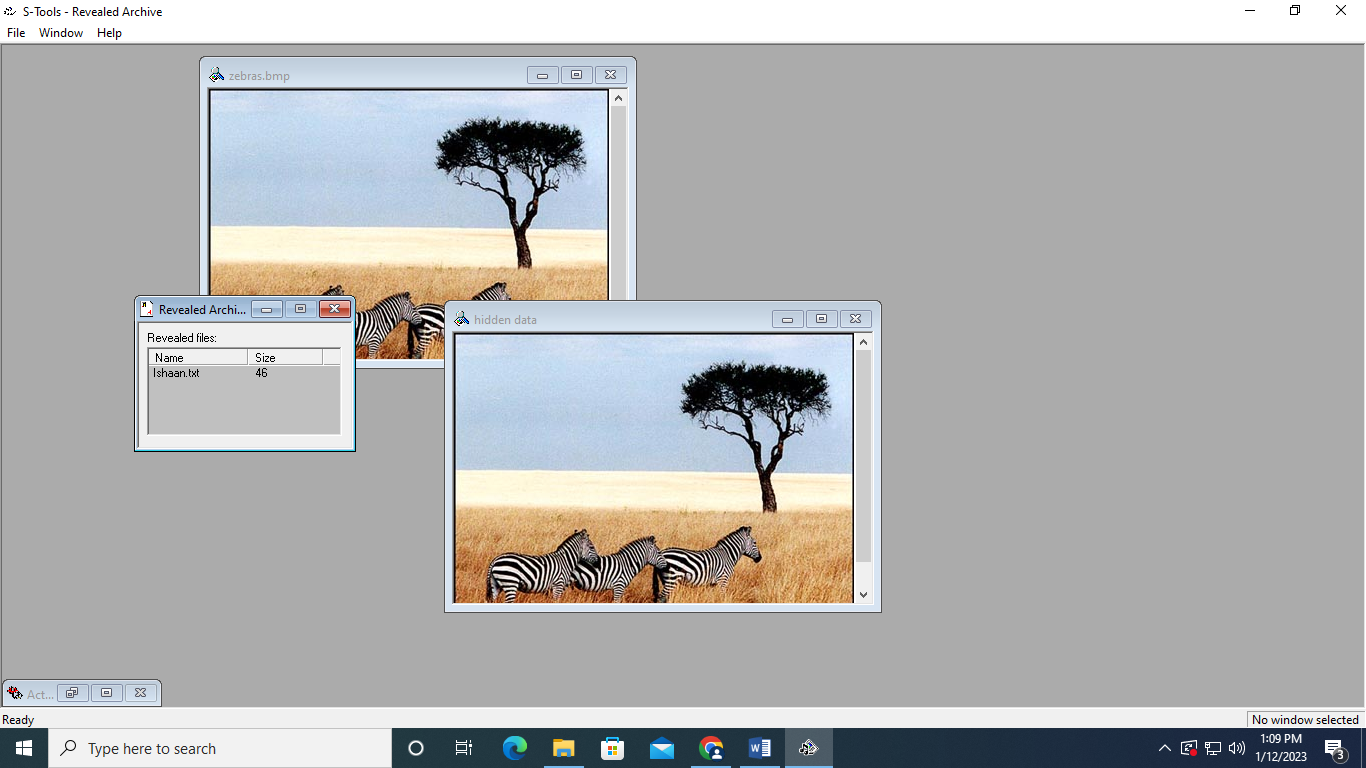 S-Tools - Revealed Archive
File Window Help
zebras.bmp
Revealed Archi...
Revealed files:
Name Size
Ishaan.txt 46
hidden data
Act...
Ready
No window selected
Type here to search
1:09 PM
1/12/2023
3